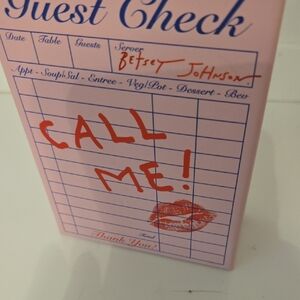 Guest Check
Date Table Guests Server
BETSEY JOHNSON
Appt - Soup/Sal - Entree - Veg/Pot - Dessert - Bev
CALL
ME!
Total
Thank You!